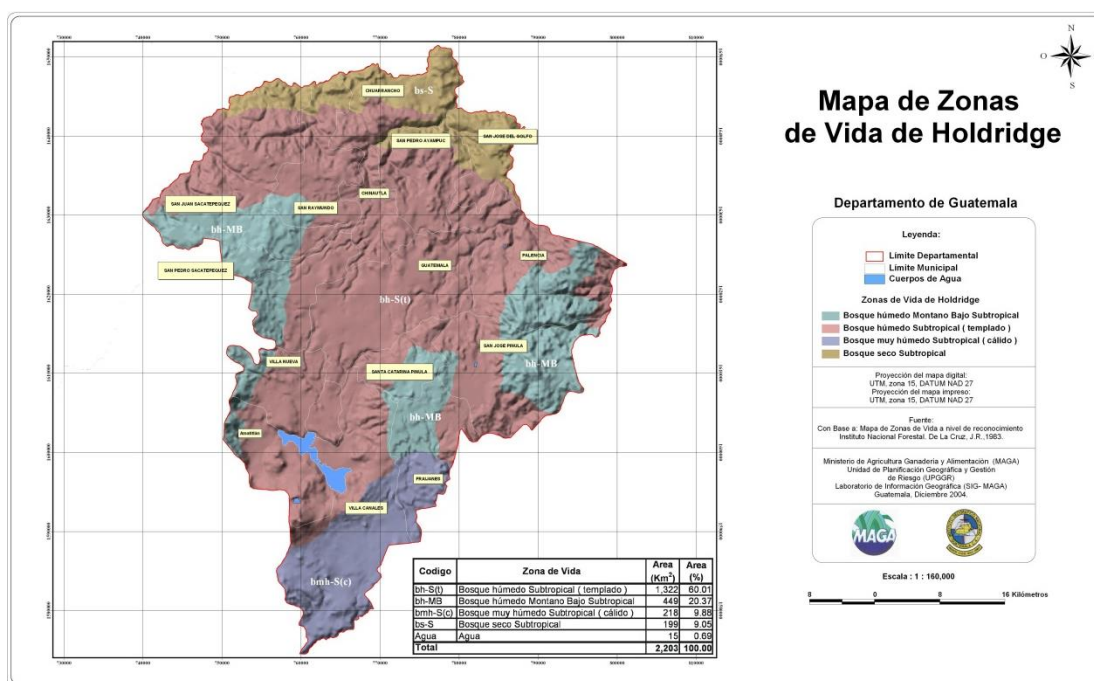 Mapa de Zonas
de Vida de Holdridge
Departamento de Guatemala
Leyenda:
Límite Departamental
Límite Municipal
Cuerpos de Agua
Zonas de Vida de Holdridge
Bosque húmedo Montano Bajo Subtropical
Bosque húmedo Subtropical ( templado )
Bosque muy húmedo Subtropical ( cálido )
Bosque seco Subtropical
Proyección del mapa digital:
UTM, zona 15, DATUM NAD 27
Proyección del mapa impreso:
UTM, zona 15, DATUM NAD 27
Fuente:
Con Base a: Mapa de Zonas de Vida a nivel de reconocimiento
Instituto Nacional Forestal. De La Cruz, J.R.,1983.
Ministerio de Agricultura Ganaderia y Alimentación (MAGA)
Unidad de Planificación Geográfica y Gestión
de Riesgo (UPGGR)
Laboratorio de Información Geográfica (SIG- MAGA)
Guatemala, Diciembre 2004.
MAGA
Escala : 1 : 160,000
8 0 8 16 Kilómetros
N
O
S
CHUARRANCHO
bs-S
SAN PEDRO AYAMPUC
SAN JOSE DEL GOLFO
CHINAUTLA
SAN JUAN SACATEPEQUEZ
SAN RAYMUNDO
bh-MB
PALENCIA
GUATEMALA
SAN PEDRO SACATEPEQUEZ
bh-S(t)
SAN JOSE PINULA
VILLA NUEVA
bh-MB
SANTA CATARINA PINULA
bh-MB
Amatitlán
FRAIJANES
VILLA CANALES
bmh-S(c)
Codigo Zona de Vida Area (Km²) Area (%)
bh-S(t) Bosque húmedo Subtropical ( templado ) 1,322 60.01
bh-MB Bosque húmedo Montano Bajo Subtropical 449 20.37
bmh-S(c) Bosque muy húmedo Subtropical ( cálido ) 218 9.88
bs-S Bosque seco Subtropical 199 9.05
Agua Agua 15 0.69
Total 2,203 100.00